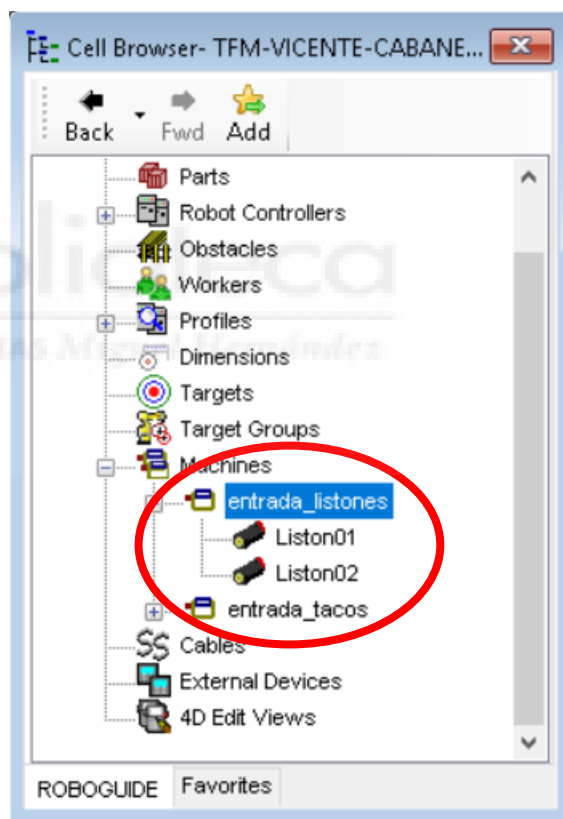 Cell Browser- TFM-VICENTE-CABANE...
Back Fwd Add
Parts
Robot Controllers
Obstacles
Workers
Profiles
Dimensions
Targets
Target Groups
Machines
entrada_listones
Liston01
Liston02
entrada_tacos
Cables
External Devices
4D Edit Views
ROBOGUIDE Favorites